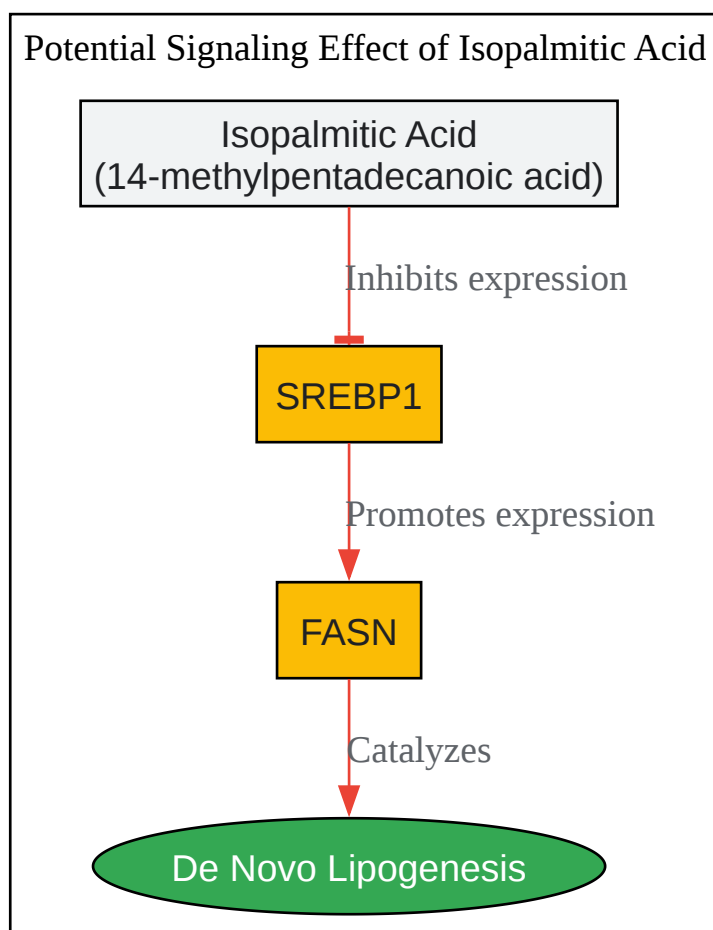 Potential Signaling Effect of Isopalmitic Acid
Isopalmitic Acid
(14-methylpentadecanoic acid)
Inhibits expression
SREBP1
Promotes expression
FASN
Catalyzes
De Novo Lipogenesis